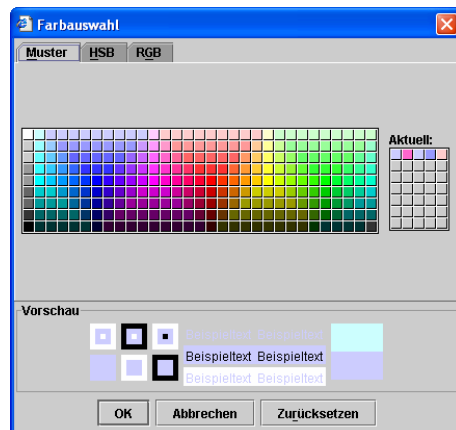 Farbauswahl
Muster HSB RGB
Aktuell:
Vorschau
Beispieltext Beispieltext
Beispieltext Beispieltext
Beispieltext Beispieltext
OK Abbrechen Zurücksetzen